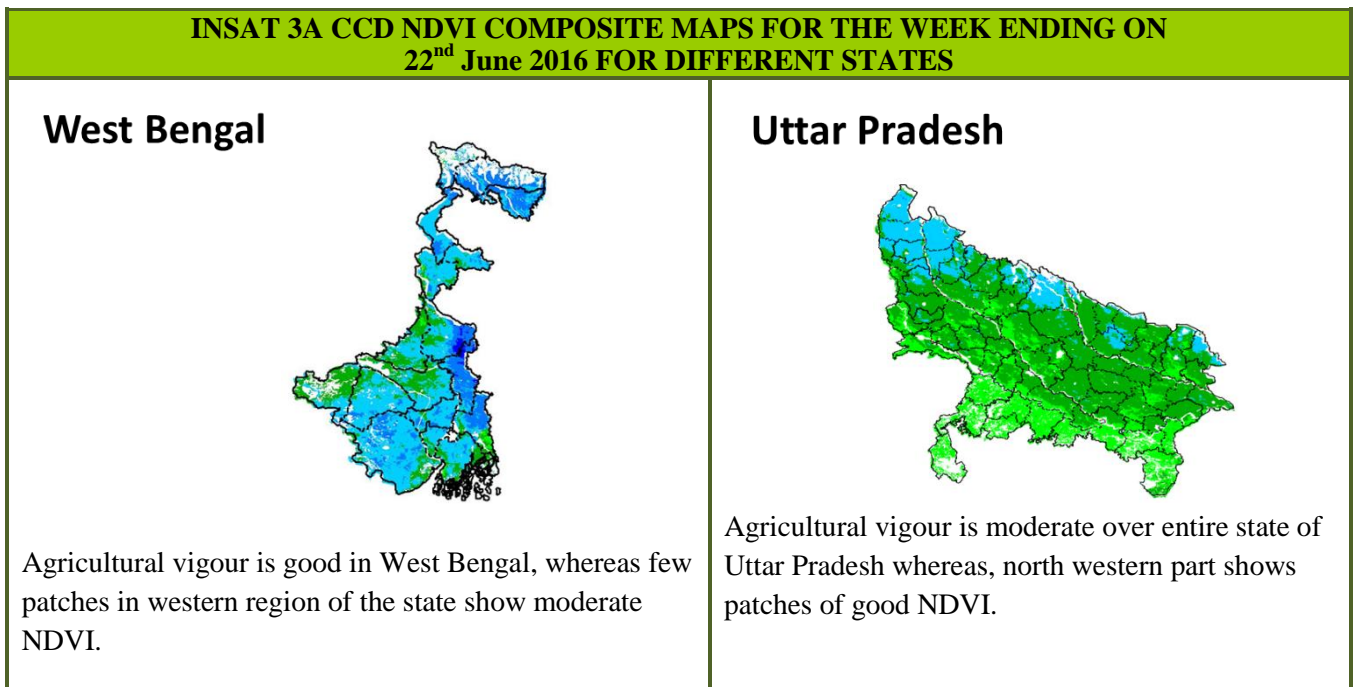 INSAT 3A CCD NDVI COMPOSITE MAPS FOR THE WEEK ENDING ON
22nd June 2016 FOR DIFFERENT STATES
West Bengal
Agricultural vigour is good in West Bengal, whereas few
patches in western region of the state show moderate
NDVI.
Uttar Pradesh
Agricultural vigour is moderate over entire state of
Uttar Pradesh whereas, north western part shows
patches of good NDVI.